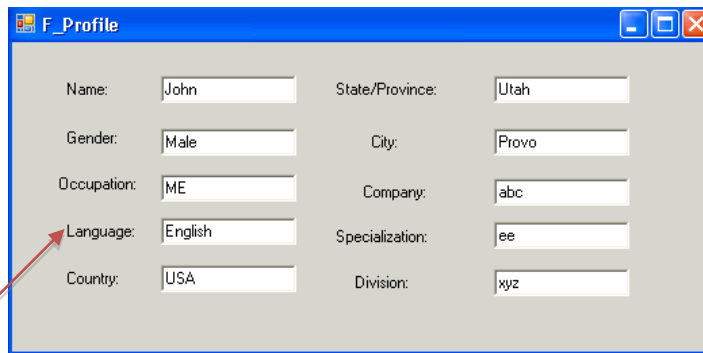 F_Profile
Name: John State/Province: Utah
Gender: Male City: Provo
Occupation: ME Company: abc
Language: English Specialization: ee
Country: USA Division: xyz